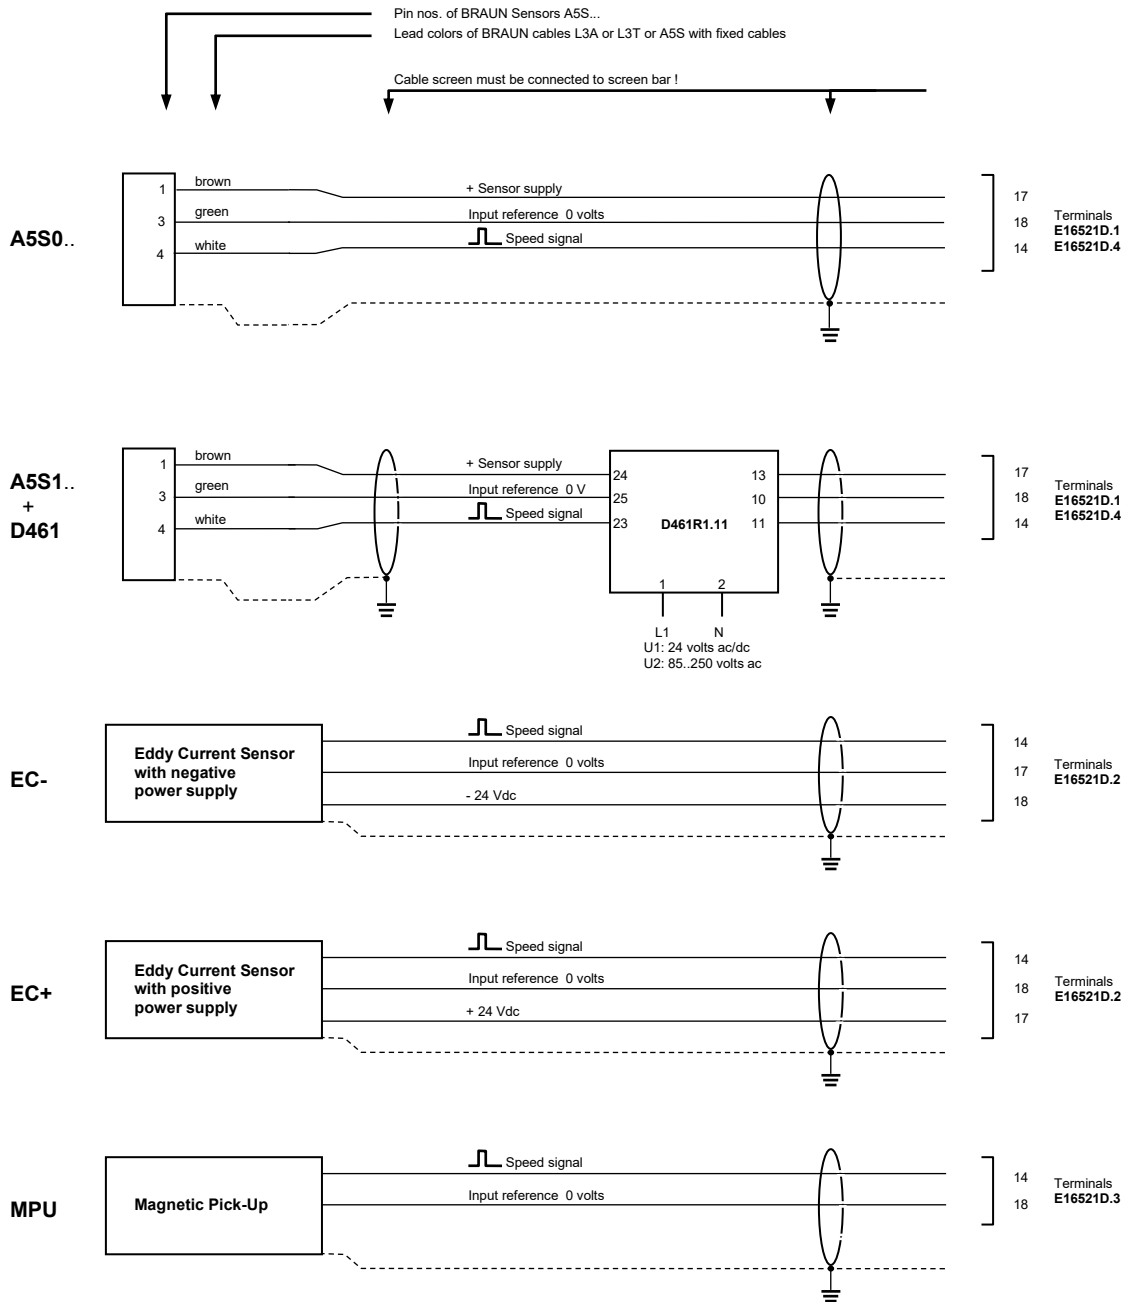 Pin nos. of BRAUN Sensors A5S...
Lead colors of BRAUN cables L3A or L3T or A5S with fixed cables
Cable screen must be connected to screen bar !
A5S0..
1
brown
+ Sensor supply
17
3
green
Input reference 0 volts
18
4
white
Speed signal
14
Terminals
E16521D.1
E16521D.4
A5S1..
+
D461
1
brown
+ Sensor supply
24
13
17
3
green
Input reference 0 V
25
10
18
4
white
Speed signal
23
D461R1.11
11
14
Terminals
E16521D.1
E16521D.4
1
2
L1
N
U1: 24 volts ac/dc
U2: 85..250 volts ac
EC-
Eddy Current Sensor
with negative
power supply
Speed signal
14
Input reference 0 volts
17
- 24 Vdc
18
Terminals
E16521D.2
EC+
Eddy Current Sensor
with positive
power supply
Speed signal
14
Input reference 0 volts
18
+ 24 Vdc
17
Terminals
E16521D.2
MPU
Magnetic Pick-Up
Speed signal
14
Input reference 0 volts
18
Terminals
E16521D.3